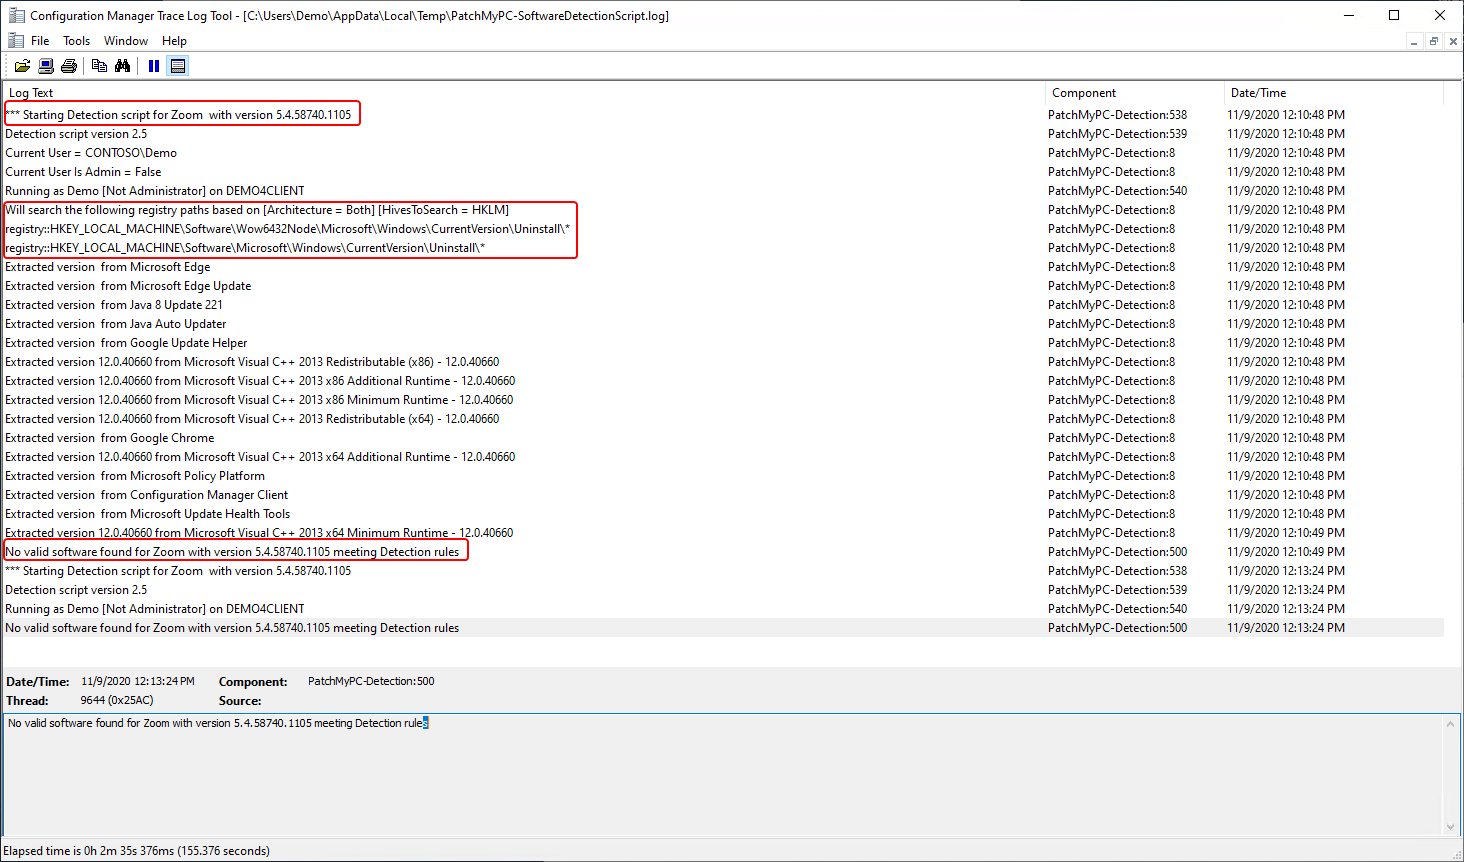 Configuration Manager Trace Log Tool - [C:\Users\Demo\AppData\Local\Temp\PatchMyPC-SoftwareDetectionScript.log]
File Tools Window Help
Log Text Component Date/Time
*** Starting Detection script for Zoom  with version 5.4.58740.1105 PatchMyPC-Detection:538 11/9/2020 12:10:48 PM
Detection script version 2.5 PatchMyPC-Detection:539 11/9/2020 12:10:48 PM
Current User = CONTOSO\Demo PatchMyPC-Detection:8 11/9/2020 12:10:48 PM
Current User Is Admin = False PatchMyPC-Detection:8 11/9/2020 12:10:48 PM
Running as Demo [Not Administrator] on DEMO4CLIENT PatchMyPC-Detection:540 11/9/2020 12:10:48 PM
Will search the following registry paths based on [Architecture = Both] [HivesToSearch = HKLM] PatchMyPC-Detection:8 11/9/2020 12:10:48 PM
registry::HKEY_LOCAL_MACHINE\Software\Wow6432Node\Microsoft\Windows\CurrentVersion\Uninstall\* PatchMyPC-Detection:8 11/9/2020 12:10:48 PM
registry::HKEY_LOCAL_MACHINE\Software\Microsoft\Windows\CurrentVersion\Uninstall\* PatchMyPC-Detection:8 11/9/2020 12:10:48 PM
Extracted version  from Microsoft Edge PatchMyPC-Detection:8 11/9/2020 12:10:48 PM
Extracted version  from Microsoft Edge Update PatchMyPC-Detection:8 11/9/2020 12:10:48 PM
Extracted version  from Java 8 Update 221 PatchMyPC-Detection:8 11/9/2020 12:10:48 PM
Extracted version  from Java Auto Updater PatchMyPC-Detection:8 11/9/2020 12:10:48 PM
Extracted version  from Google Update Helper PatchMyPC-Detection:8 11/9/2020 12:10:48 PM
Extracted version 12.0.40660 from Microsoft Visual C++ 2013 Redistributable (x86) - 12.0.40660 PatchMyPC-Detection:8 11/9/2020 12:10:48 PM
Extracted version 12.0.40660 from Microsoft Visual C++ 2013 x86 Additional Runtime - 12.0.40660 PatchMyPC-Detection:8 11/9/2020 12:10:48 PM
Extracted version 12.0.40660 from Microsoft Visual C++ 2013 x86 Minimum Runtime - 12.0.40660 PatchMyPC-Detection:8 11/9/2020 12:10:48 PM
Extracted version 12.0.40660 from Microsoft Visual C++ 2013 Redistributable (x64) - 12.0.40660 PatchMyPC-Detection:8 11/9/2020 12:10:48 PM
Extracted version  from Google Chrome PatchMyPC-Detection:8 11/9/2020 12:10:48 PM
Extracted version 12.0.40660 from Microsoft Visual C++ 2013 x64 Additional Runtime - 12.0.40660 PatchMyPC-Detection:8 11/9/2020 12:10:48 PM
Extracted version  from Microsoft Policy Platform PatchMyPC-Detection:8 11/9/2020 12:10:48 PM
Extracted version  from Configuration Manager Client PatchMyPC-Detection:8 11/9/2020 12:10:48 PM
Extracted version  from Microsoft Update Health Tools PatchMyPC-Detection:8 11/9/2020 12:10:48 PM
Extracted version 12.0.40660 from Microsoft Visual C++ 2013 x64 Minimum Runtime - 12.0.40660 PatchMyPC-Detection:8 11/9/2020 12:10:49 PM
No valid software found for Zoom with version 5.4.58740.1105 meeting Detection rules PatchMyPC-Detection:500 11/9/2020 12:10:49 PM
*** Starting Detection script for Zoom  with version 5.4.58740.1105 PatchMyPC-Detection:538 11/9/2020 12:13:24 PM
Detection script version 2.5 PatchMyPC-Detection:539 11/9/2020 12:13:24 PM
Running as Demo [Not Administrator] on DEMO4CLIENT PatchMyPC-Detection:540 11/9/2020 12:13:24 PM
No valid software found for Zoom with version 5.4.58740.1105 meeting Detection rules PatchMyPC-Detection:500 11/9/2020 12:13:24 PM
Date/Time: 11/9/2020 12:13:24 PM Component: PatchMyPC-Detection:500
Thread: 9644 (0x25AC) Source:
No valid software found for Zoom with version 5.4.58740.1105 meeting Detection rules
Elapsed time is 0h 2m 35s 376ms (155.376 seconds)